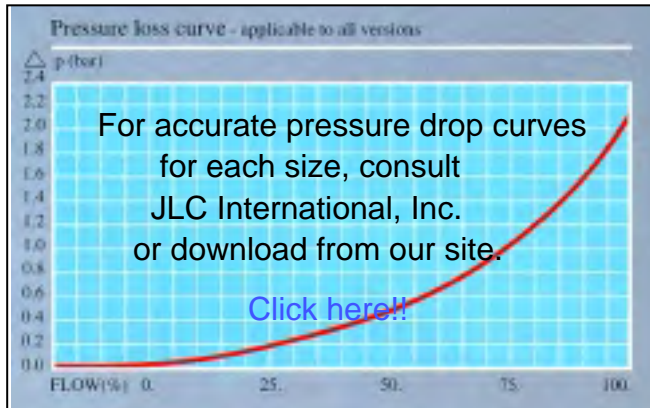 Pressure loss curve - applicable to all versions
△ p (bar)
2.4
2.2
2.0
1.8
1.6
1.4
1.2
1.0
0.8
0.6
0.4
0.2
0.0
For accurate pressure drop curves
for each size, consult
JLC International, Inc.
or download from our site.
Click here!!
FLOW(%) 0. 25. 50. 75. 100.